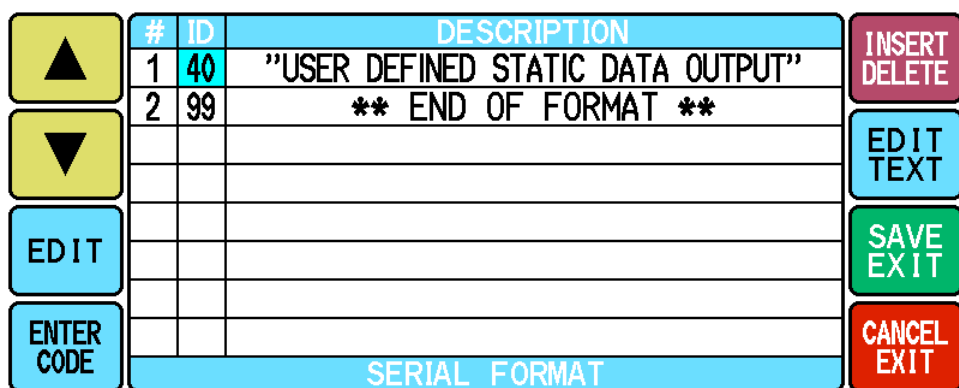 # ID DESCRIPTION
1 40 "USER DEFINED STATIC DATA OUTPUT"
2 99 ** END OF FORMAT **
SERIAL FORMAT
EDIT
ENTER
CODE
INSERT
DELETE
EDIT
TEXT
SAVE
EXIT
CANCEL
EXIT